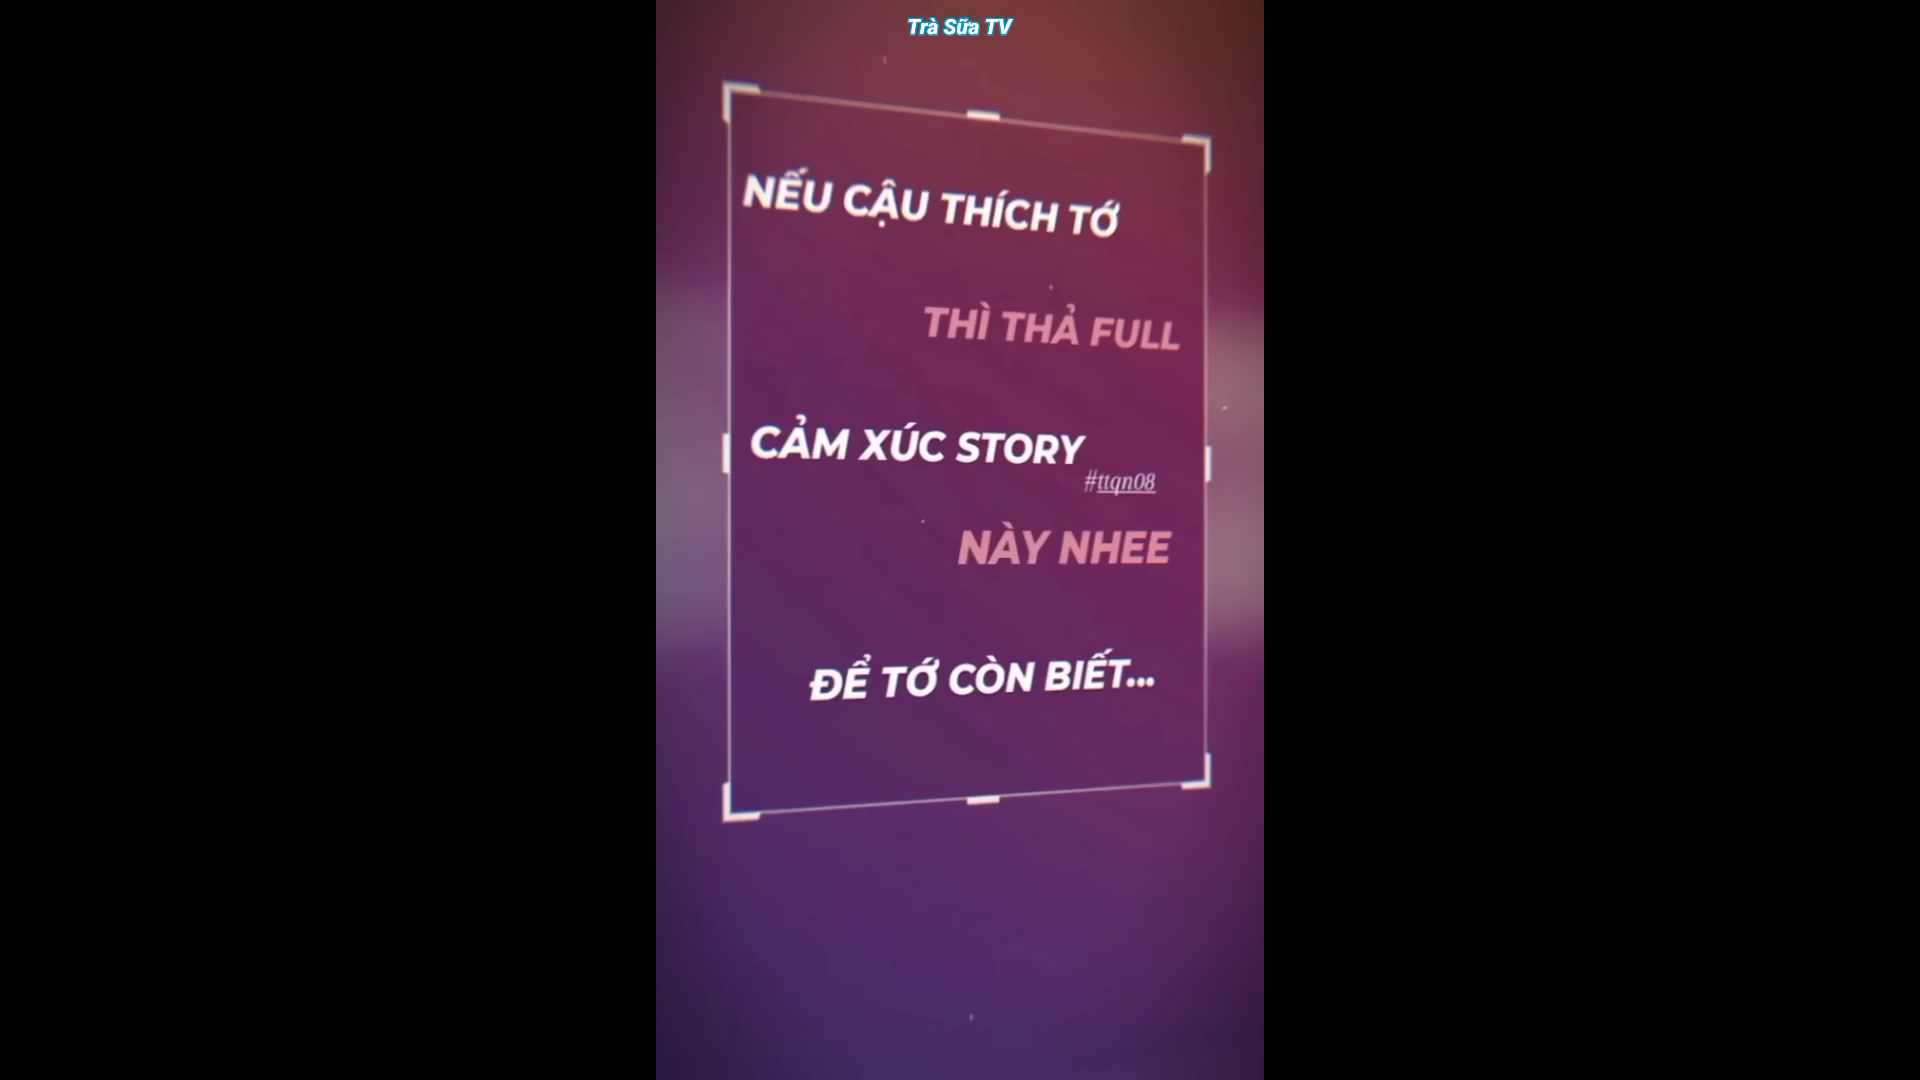 Trà Sữa TV
NẾU CẬU THÍCH TỚ
THÌ THẢ FULL
CẢM XÚC STORY
#ttqn08
NÀY NHEE
ĐỂ TỚ CÒN BIẾT...